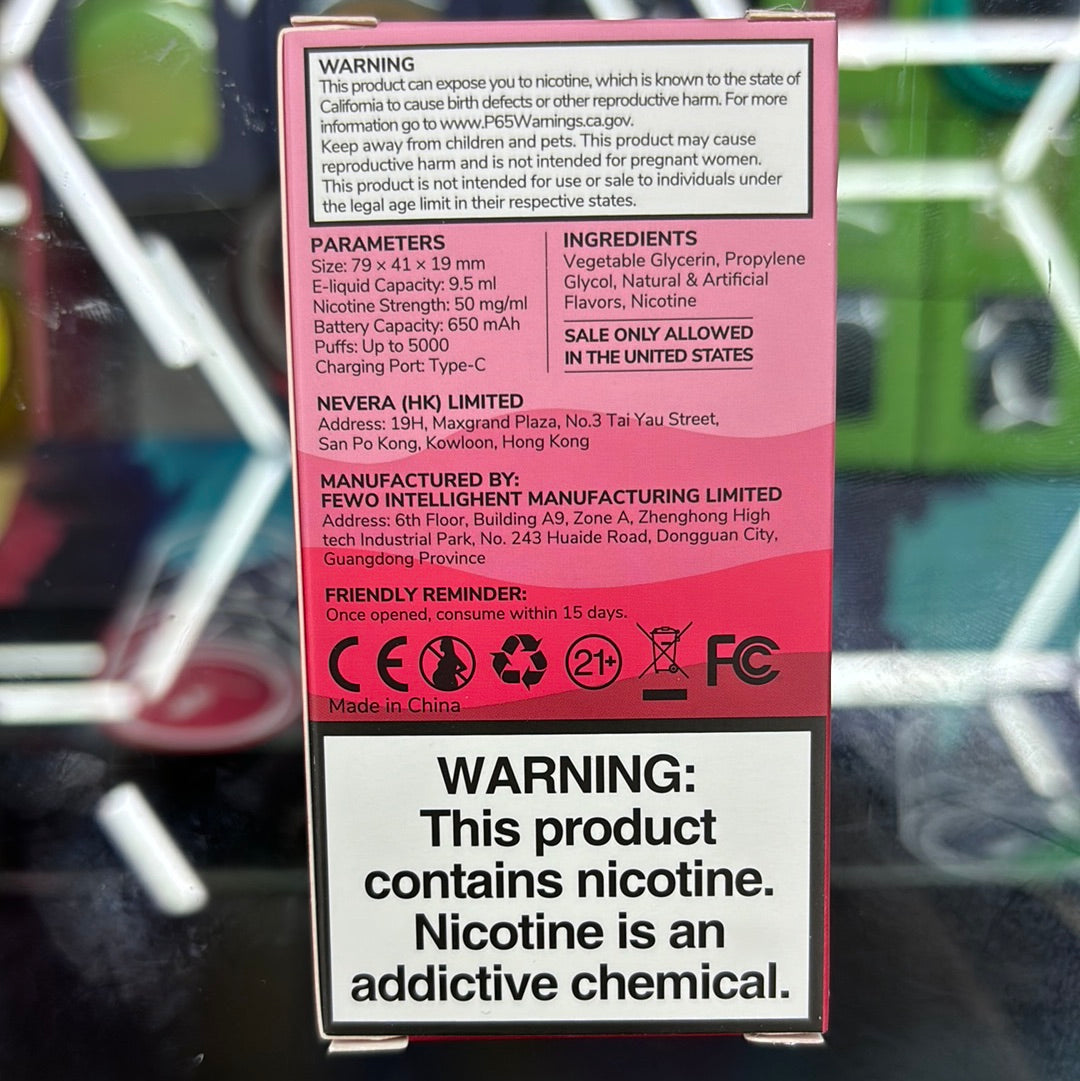 WARNING
This product can expose you to nicotine, which is known to the state of
California to cause birth defects or other reproductive harm. For more
information go to www.P65Warnings.ca.gov.
Keep away from children and pets. This product may cause
reproductive harm and is not intended for pregnant women.
This product is not intended for use or sale to individuals under
the legal age limit in their respective states.
PARAMETERS
Size: 79 × 41 × 19 mm
E-liquid Capacity: 9.5 ml
Nicotine Strength: 50 mg/ml
Battery Capacity: 650 mAh
Puffs: Up to 5000
Charging Port: Type-C
INGREDIENTS
Vegetable Glycerin, Propylene
Glycol, Natural & Artificial
Flavors, Nicotine
SALE ONLY ALLOWED
IN THE UNITED STATES
NEVERA (HK) LIMITED
Address: 19H, Maxgrand Plaza, No.3 Tai Yau Street,
San Po Kong, Kowloon, Hong Kong
MANUFACTURED BY:
FEWO INTELLIGHENT MANUFACTURING LIMITED
Address: 6th Floor, Building A9, Zone A, Zhenghong High
tech Industrial Park, No. 243 Huaide Road, Dongguan City,
Guangdong Province
FRIENDLY REMINDER:
Once opened, consume within 15 days.
CE 21+ FC
Made in China
WARNING:
This product
contains nicotine.
Nicotine is an
addictive chemical.